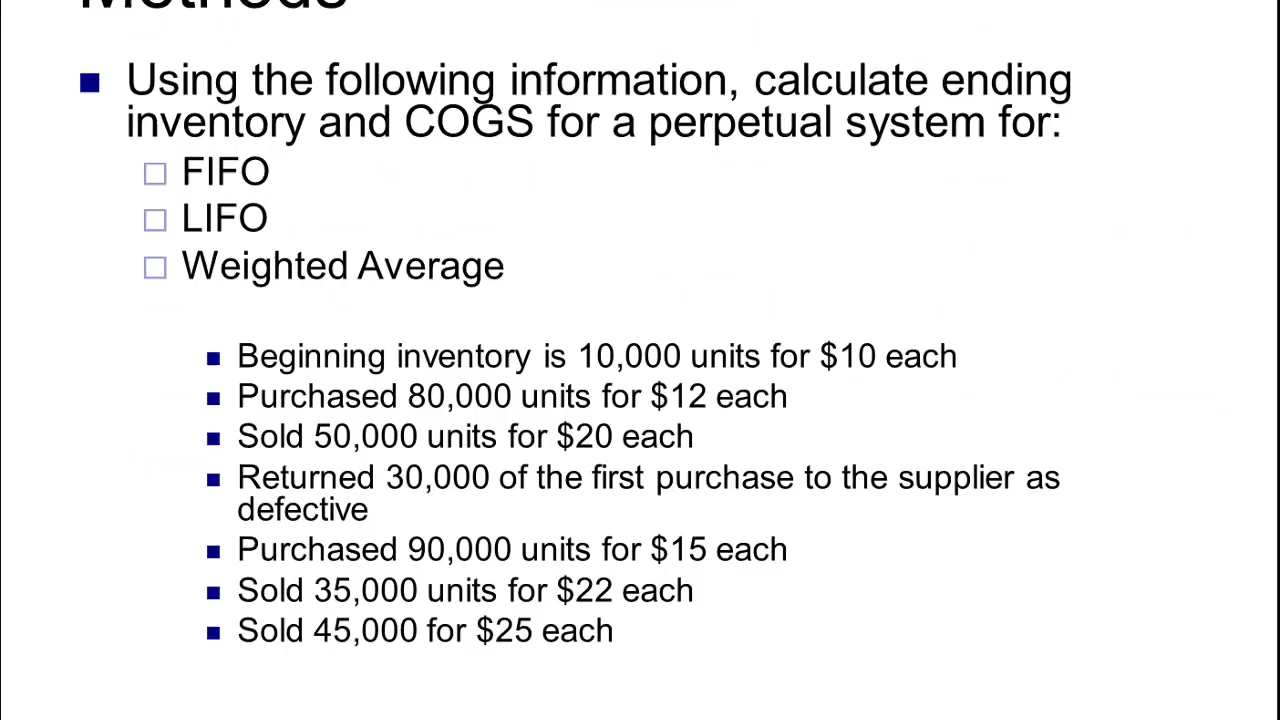 Methods
Using the following information, calculate ending
inventory and COGS for a perpetual system for:
FIFO
LIFO
Weighted Average
Beginning inventory is 10,000 units for $10 each
Purchased 80,000 units for $12 each
Sold 50,000 units for $20 each
Returned 30,000 of the first purchase to the supplier as
defective
Purchased 90,000 units for $15 each
Sold 35,000 units for $22 each
Sold 45,000 for $25 each